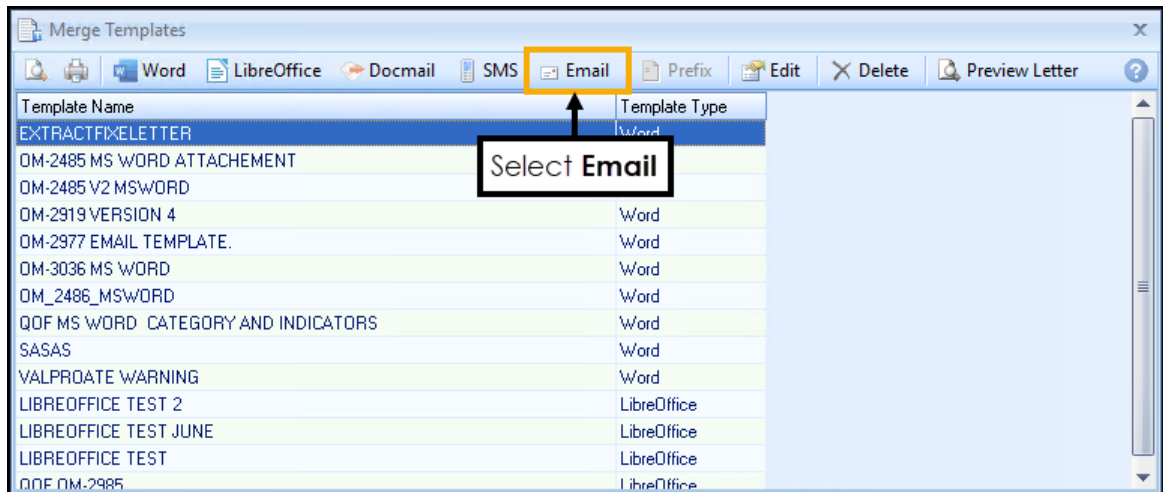 Merge Templates
Word LibreOffice Docmail SMS Email Prefix Edit Delete Preview Letter
Template Name Template Type
EXTRACTFIXELETTER Word
Select Email
OM-2485 MS WORD ATTACHEMENT
OM-2485 V2 MSWORD
OM-2919 VERSION 4 Word
OM-2977 EMAIL TEMPLATE. Word
OM-3036 MS WORD Word
OM_2486_MSWORD Word
QOF MS WORD CATEGORY AND INDICATORS Word
SASAS Word
VALPROATE WARNING Word
LIBREOFFICE TEST 2 LibreOffice
LIBREOFFICE TEST JUNE LibreOffice
LIBREOFFICE TEST LibreOffice
QOF OM-2985 LibreOffice